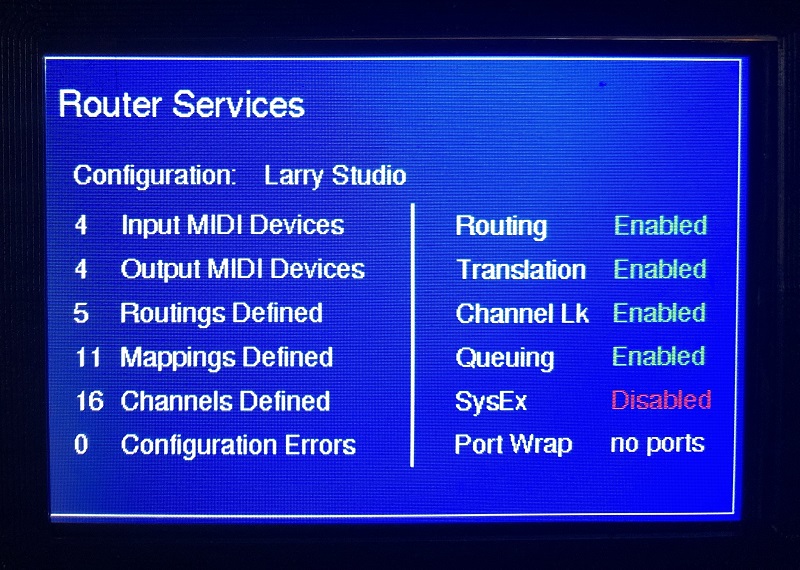 Router Services
Configuration: Larry Studio
4 Input MIDI Devices
4 Output MIDI Devices
5 Routings Defined
11 Mappings Defined
16 Channels Defined
0 Configuration Errors
Routing Enabled
Translation Enabled
Channel Lk Enabled
Queuing Enabled
SysEx Disabled
Port Wrap no ports